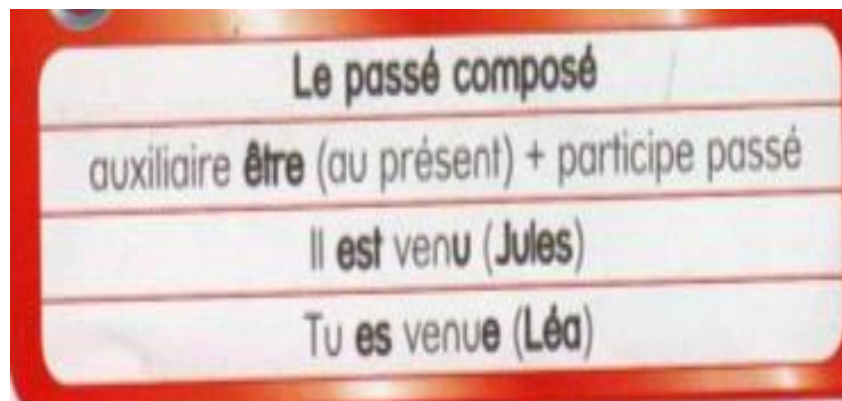 Le passé composé
auxiliaire être (au présent) + participe passé
Il est venu (Jules)
Tu es venue (Léa)